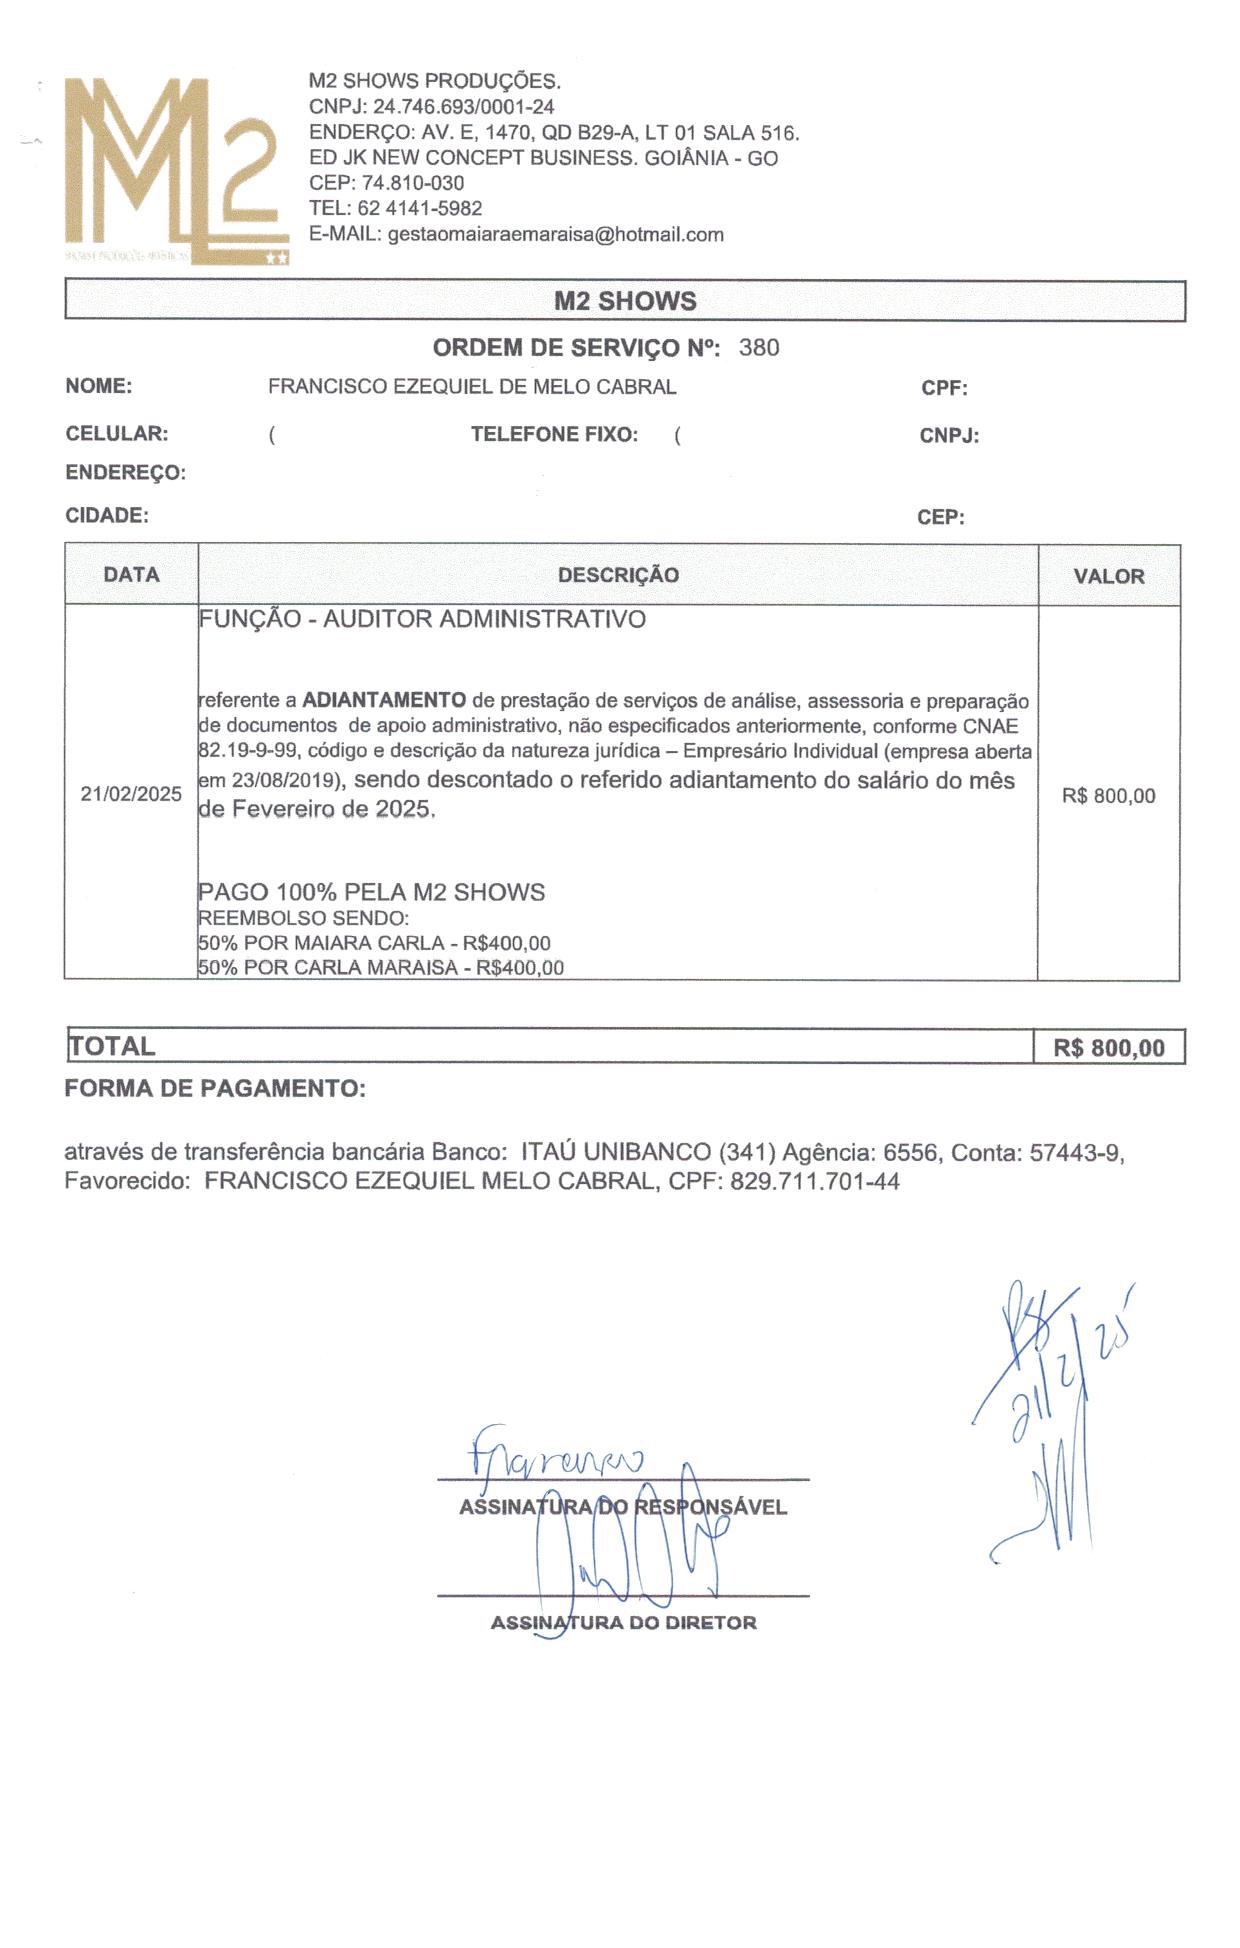 M2
SHOWS E PRODUÇÕES ARTÍSTICAS
M2 SHOWS PRODUÇÕES.
CNPJ: 24.746.693/0001-24
ENDERÇO: AV. E, 1470, QD B29-A, LT 01 SALA 516.
ED JK NEW CONCEPT BUSINESS. GOIÂNIA - GO
CEP: 74.810-030
TEL: 62 4141-5982
E-MAIL: gestaomaiaraemaraisa@hotmail.com
M2 SHOWS
ORDEM DE SERVIÇO Nº: 380
NOME: FRANCISCO EZEQUIEL DE MELO CABRAL CPF:
CELULAR: ( TELEFONE FIXO: ( CNPJ:
ENDEREÇO:
CIDADE: CEP:
DATA DESCRIÇÃO VALOR
FUNÇÃO - AUDITOR ADMINISTRATIVO
referente a ADIANTAMENTO de prestação de serviços de análise, assessoria e preparação
de documentos de apoio administrativo, não especificados anteriormente, conforme CNAE
82.19-9-99, código e descrição da natureza jurídica – Empresário Individual (empresa aberta
em 23/08/2019), sendo descontado o referido adiantamento do salário do mês
21/02/2025 R$ 800,00
de Fevereiro de 2025.
PAGO 100% PELA M2 SHOWS
REEMBOLSO SENDO:
50% POR MAIARA CARLA - R$400,00
50% POR CARLA MARAISA - R$400,00
TOTAL R$ 800,00
FORMA DE PAGAMENTO:
através de transferência bancária Banco: ITAÚ UNIBANCO (341) Agência: 6556, Conta: 57443-9,
Favorecido: FRANCISCO EZEQUIEL MELO CABRAL, CPF: 829.711.701-44
21/2/25
Francisco
ASSINATURA DO RESPONSÁVEL
ASSINATURA DO DIRETOR